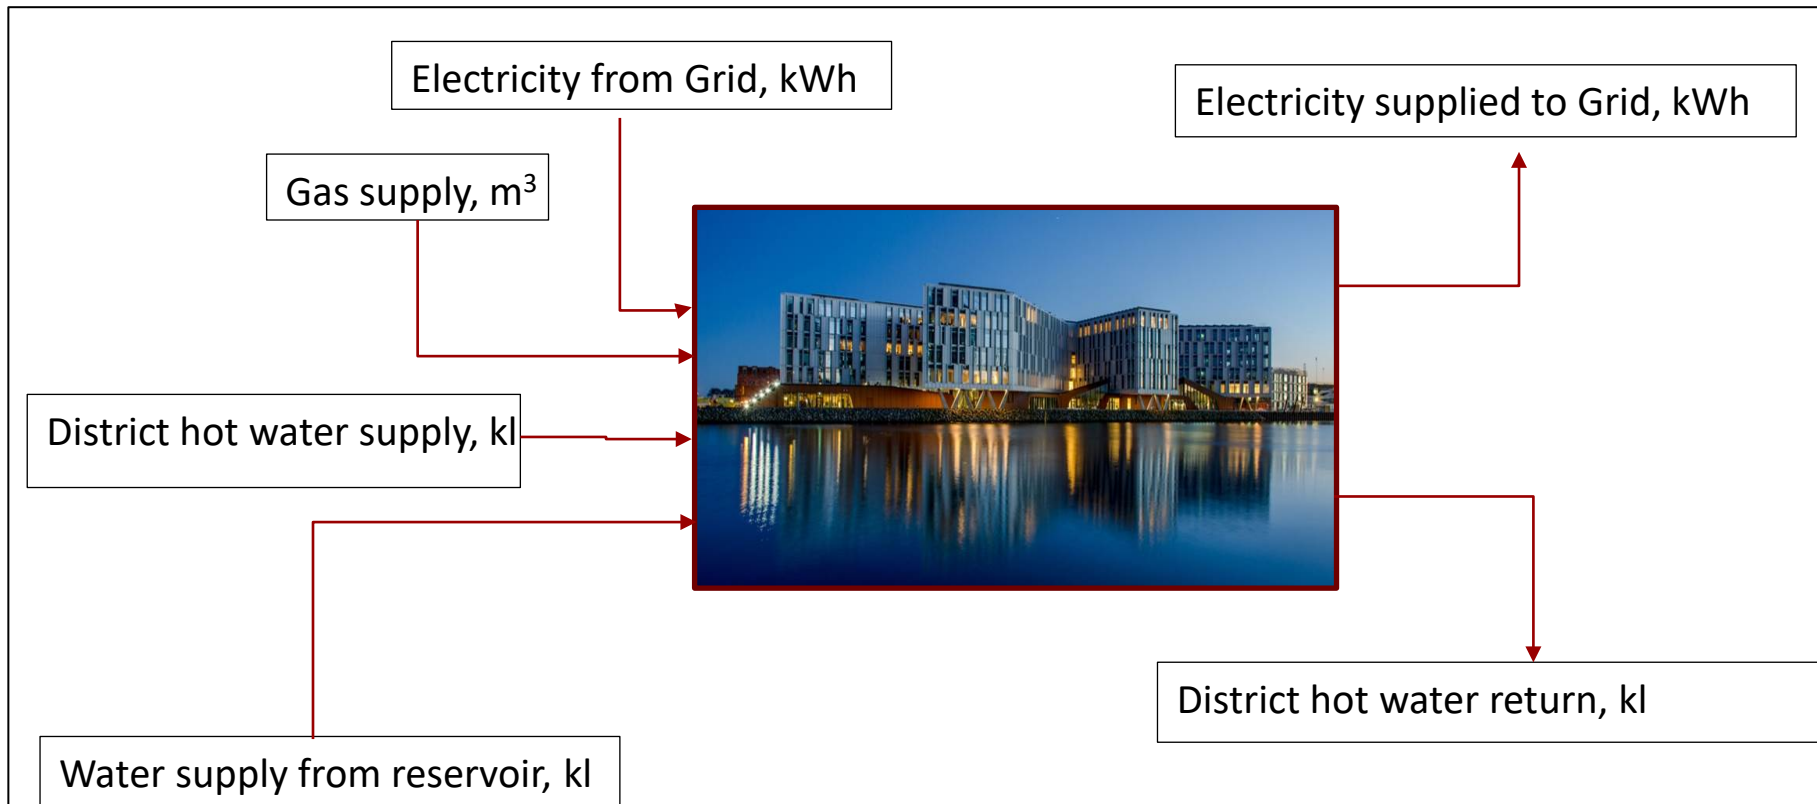 Electricity from Grid, kWh
Electricity supplied to Grid, kWh
Gas supply, m³
District hot water supply, kl
District hot water return, kl
Water supply from reservoir, kl